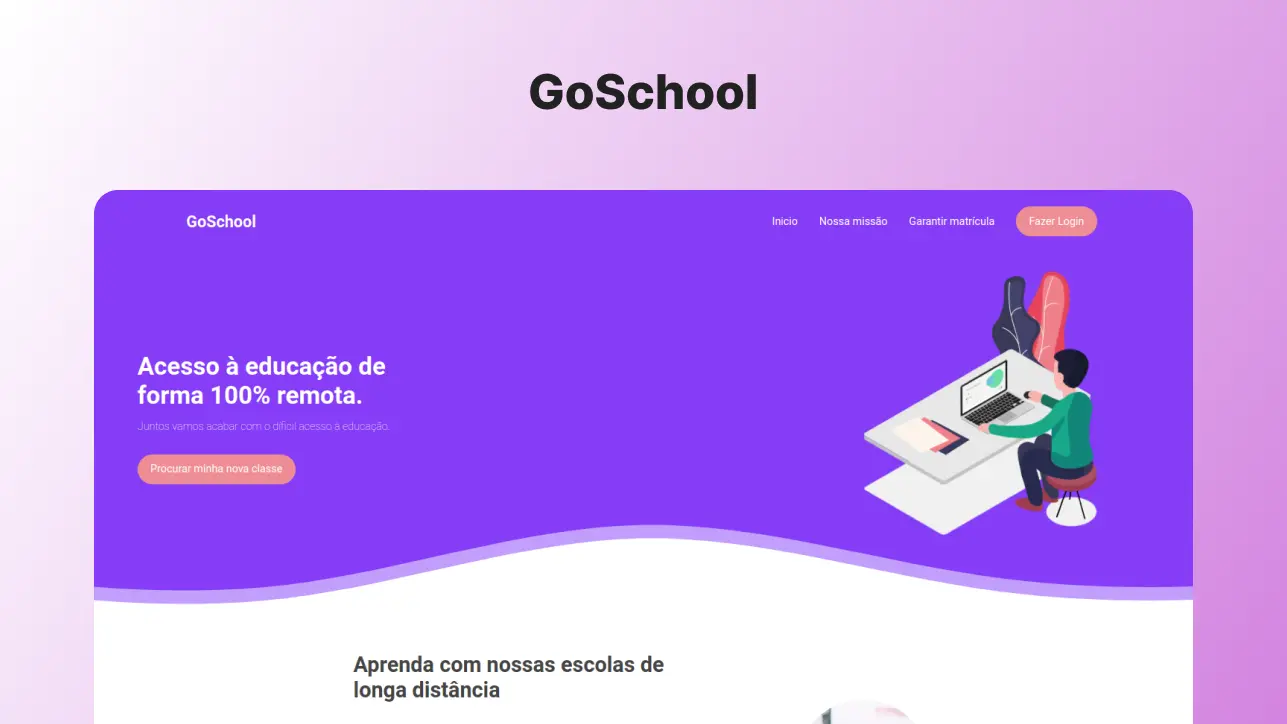 GoSchool
GoSchool
Inicio
Nossa missão
Garantir matrícula
Fazer Login
Acesso à educação de
forma 100% remota.
Juntos vamos acabar com o difícil acesso à educação.
Procurar minha nova classe
Aprenda com nossas escolas de
longa distância